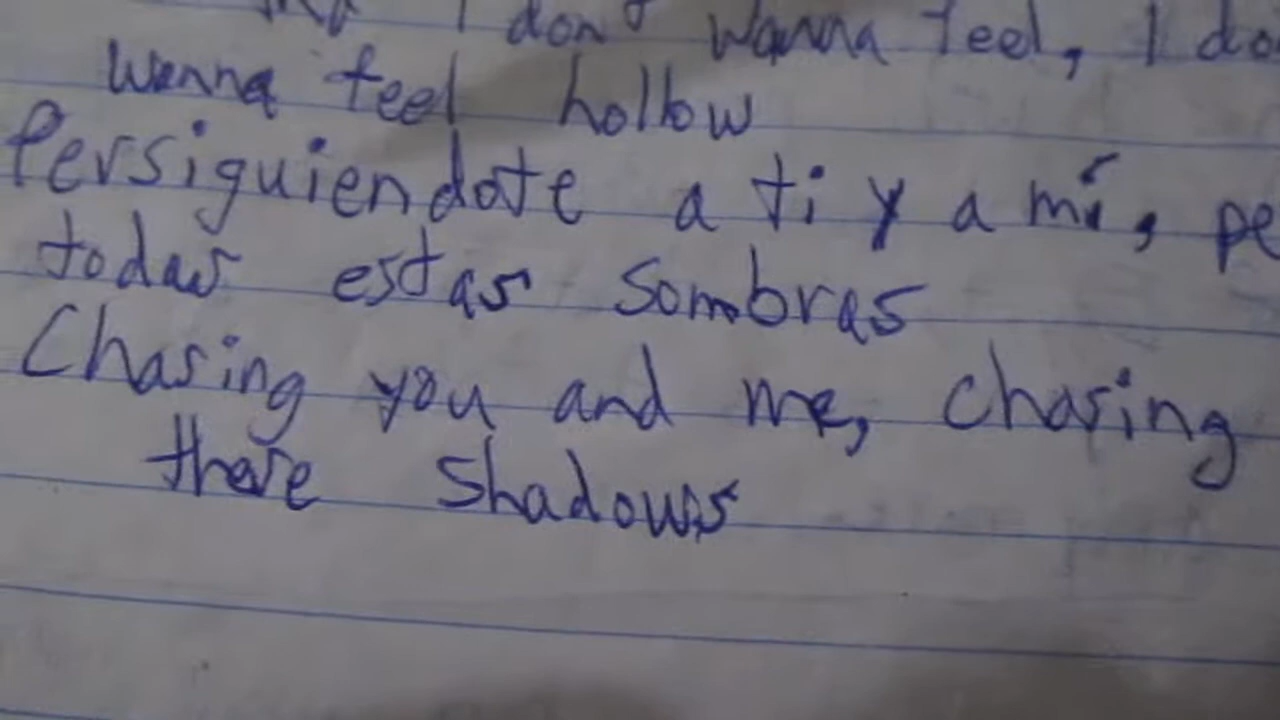 I don't wanna feel, I do
wanna feel hollow
Persiguiendote a ti y a mí, pe
todas estas sombras
Chasing you and me, chasing
these shadows